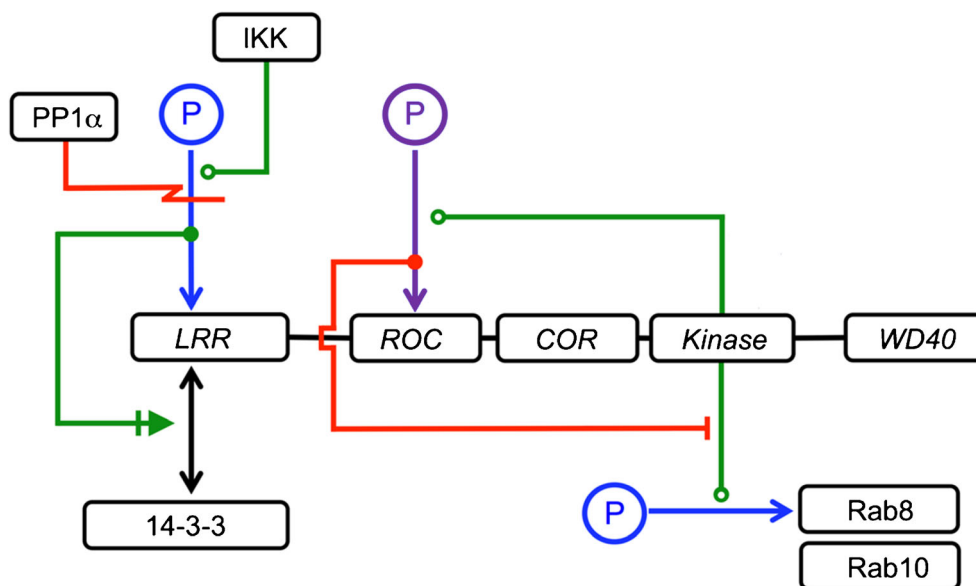 IKK
PP1α
P
P
LRR
ROC
COR
Kinase
WD40
14-3-3
P
Rab8
Rab10